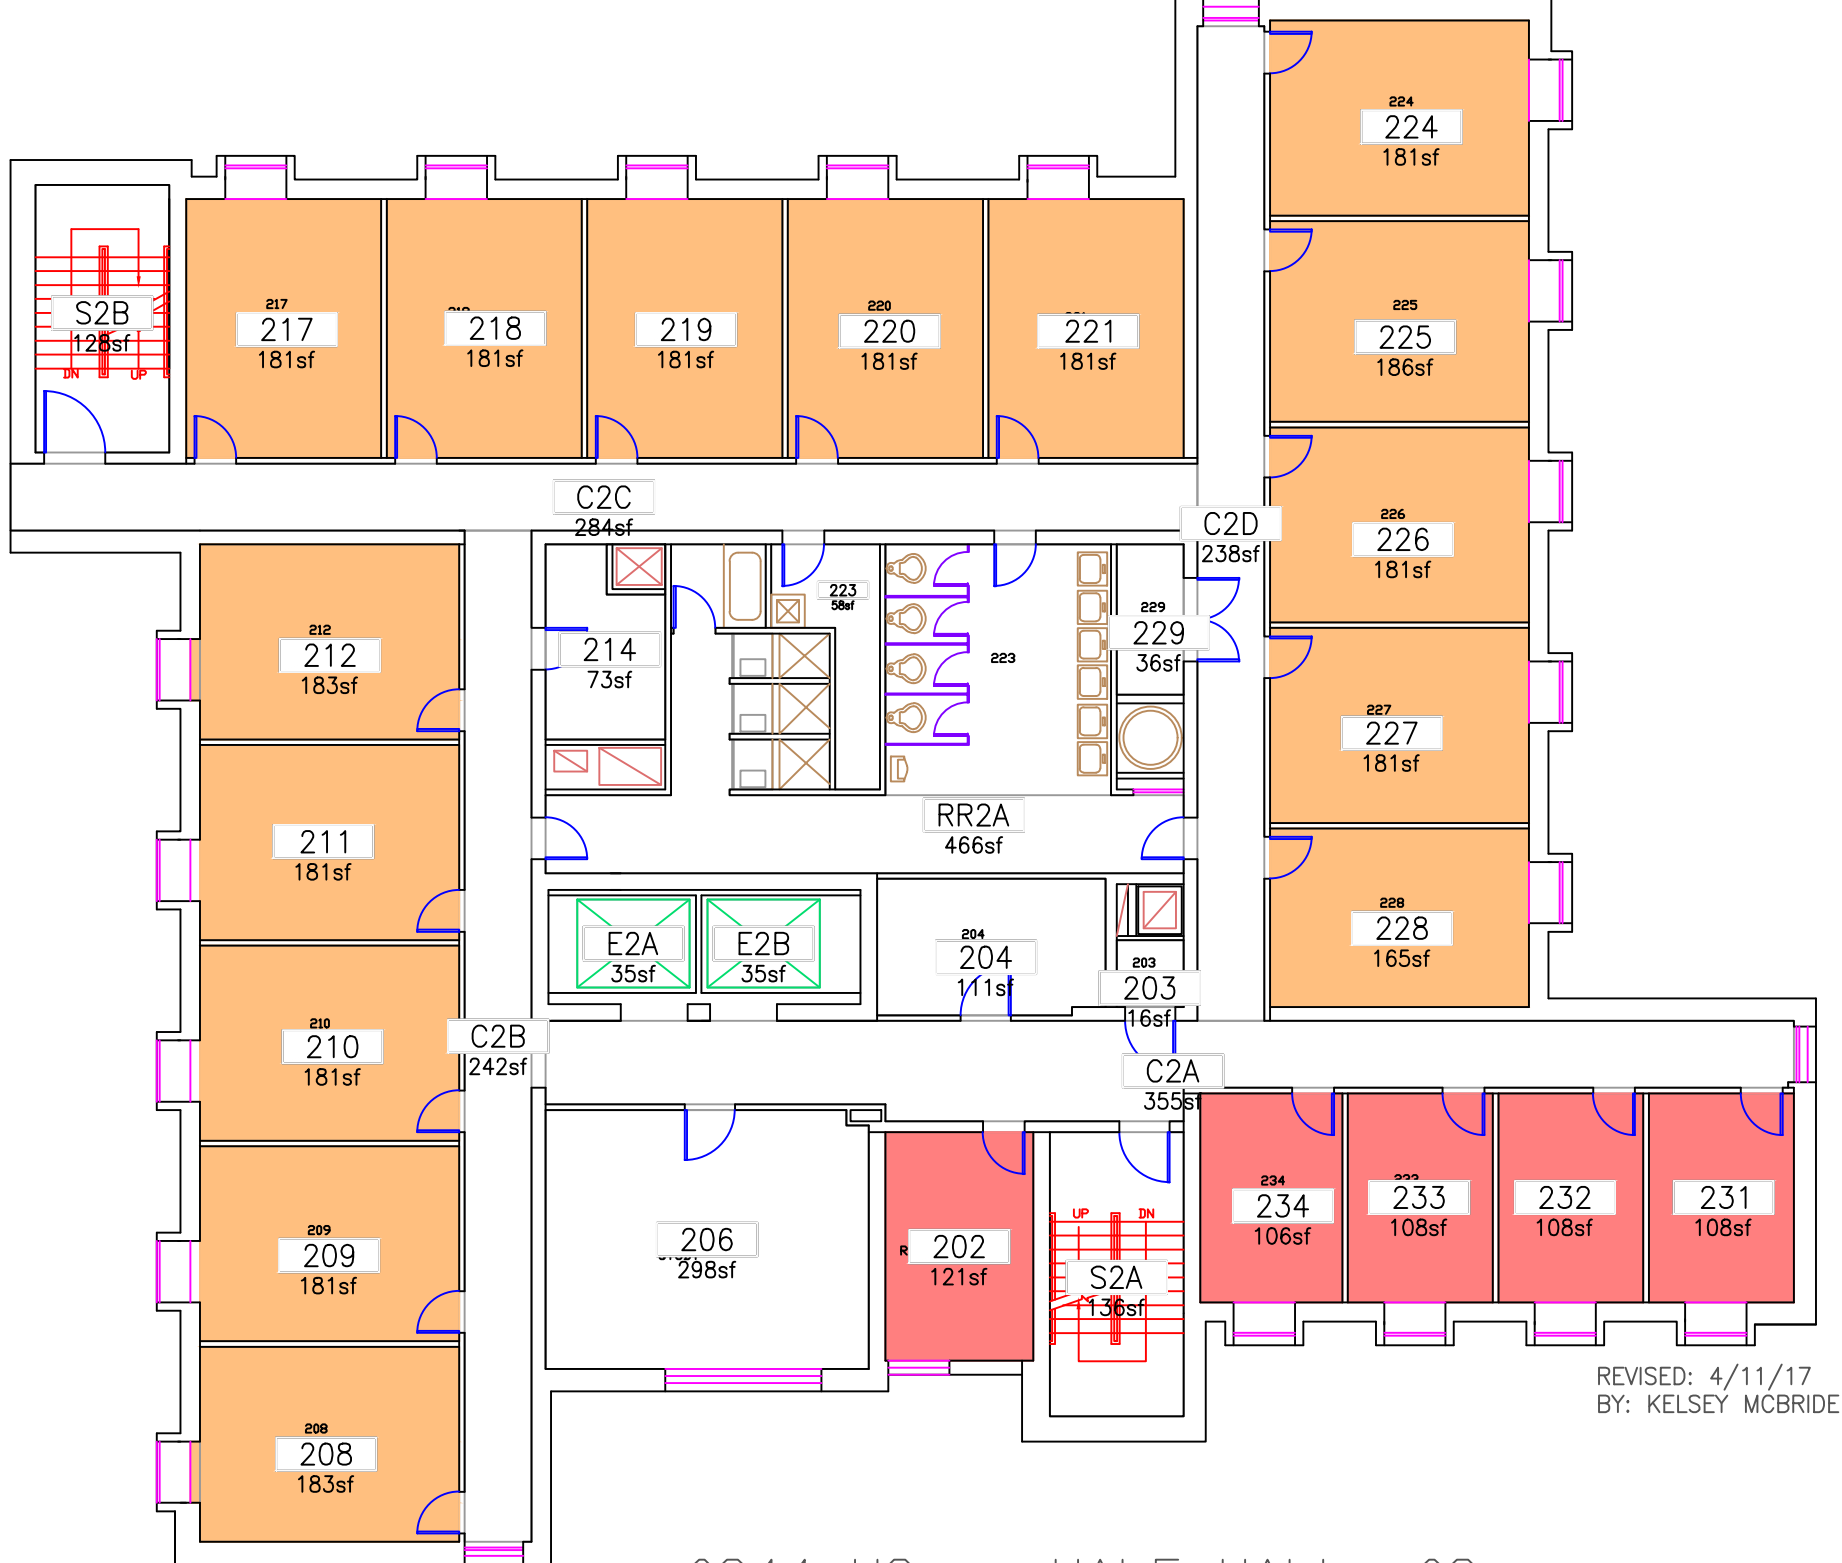 224
224
181sf
217
217
181sf
218
181sf
219
181sf
220
220
181sf
221
181sf
S2B
128sf
DN
UP
225
225
186sf
C2C
284sf
C2D
238sf
226
226
181sf
212
212
183sf
214
73sf
223
58sf
223
229
229
36sf
227
227
181sf
211
181sf
RR2A
466sf
E2A
35sf
E2B
35sf
204
204
111sf
203
203
16sf
228
228
165sf
210
210
181sf
C2B
242sf
C2A
355sf
209
209
181sf
206
298sf
202
121sf
UP
DN
S2A
136sf
234
234
106sf
233
108sf
232
108sf
231
108sf
208
208
183sf
REVISED: 4/11/17
BY: KELSEY MCBRIDE